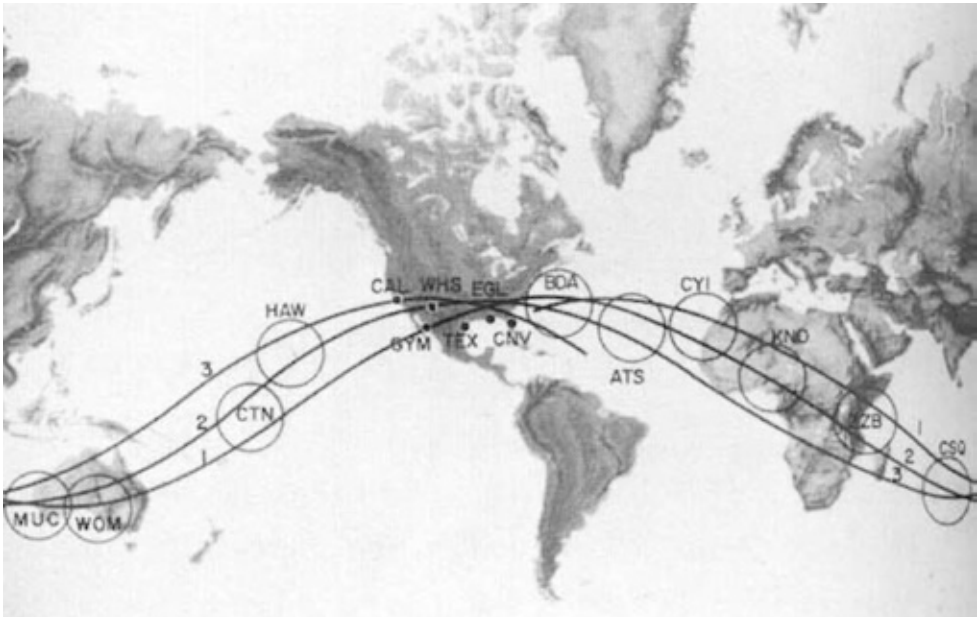 BDA
CYI
CAL
WHS
EGL
HAW
GYM
TEX
CNV
KND
3
ATS
2
CTN
ZZB
1
1
2
CSQ
3
MUC
WOM